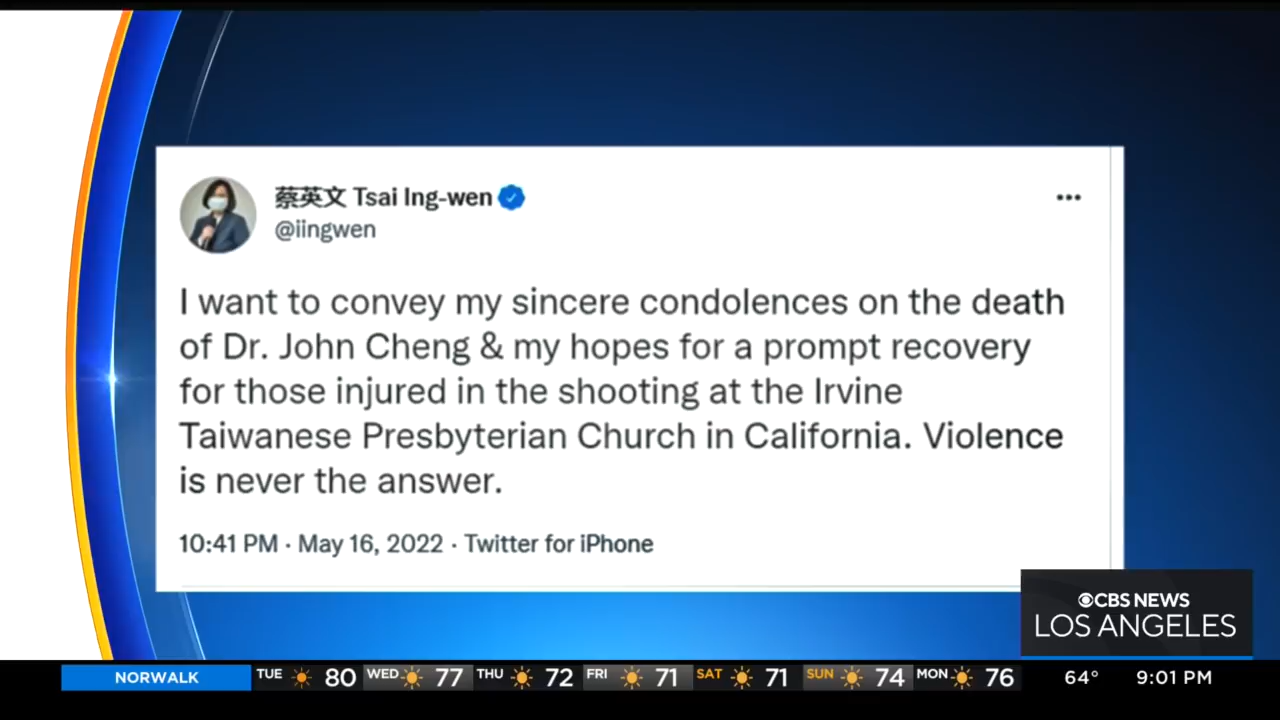 蔡英文 Tsai Ing-wen
@iingwen
I want to convey my sincere condolences on the death
of Dr. John Cheng & my hopes for a prompt recovery
for those injured in the shooting at the Irvine
Taiwanese Presbyterian Church in California. Violence
is never the answer.
10:41 PM · May 16, 2022 · Twitter for iPhone
CBS NEWS
LOS ANGELES
NORWALK TUE 80 WED 77 THU 72 FRI 71 SAT 71 SUN 74 MON 76 64° 9:01 PM